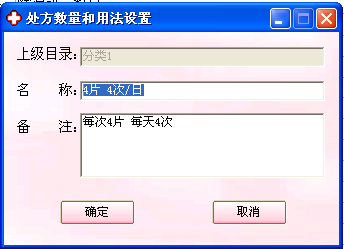 处方数量和用法设置
上级目录：分类1
名 称：4片 4次/日
备 注：每次4片 每天4次
确定 取消